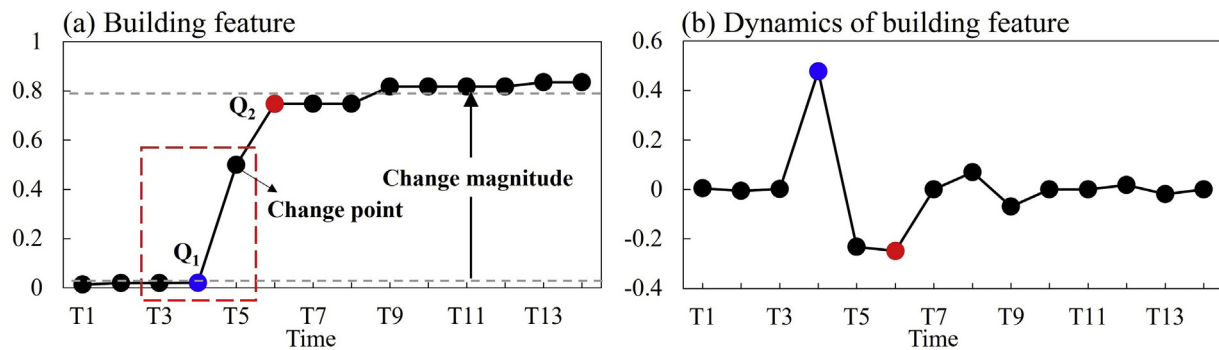 (a) Building feature
1
0.8
0.6
0.4
0.2
0
Q2
Q1
Change point
Change magnitude
T1 T3 T5 T7 T9 T11 T13
Time
(b) Dynamics of building feature
0.6
0.4
0.2
0
-0.2
-0.4
T1 T3 T5 T7 T9 T11 T13
Time